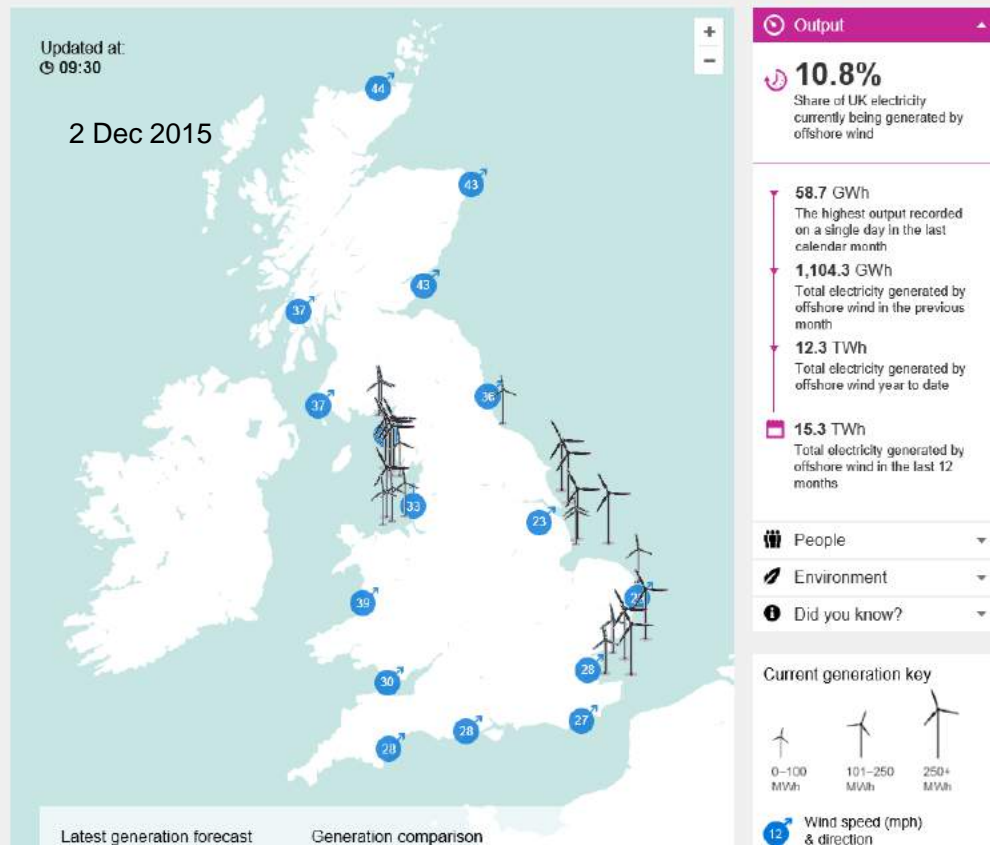 Updated at:
09:30
2 Dec 2015
+
−
44
43
43
37
37
36
33
23
39
28
30
27
28
28
Latest generation forecast
Generation comparison
Output
10.8%
Share of UK electricity
currently being generated by
offshore wind
58.7 GWh
The highest output recorded
on a single day in the last
calendar month
1,104.3 GWh
Total electricity generated by
offshore wind in the previous
month
12.3 TWh
Total electricity generated by
offshore wind year to date
15.3 TWh
Total electricity generated by
offshore wind in the last 12
months
People
Environment
Did you know?
Current generation key
0–100
MWh
101–250
MWh
250+
MWh
12
Wind speed (mph)
& direction